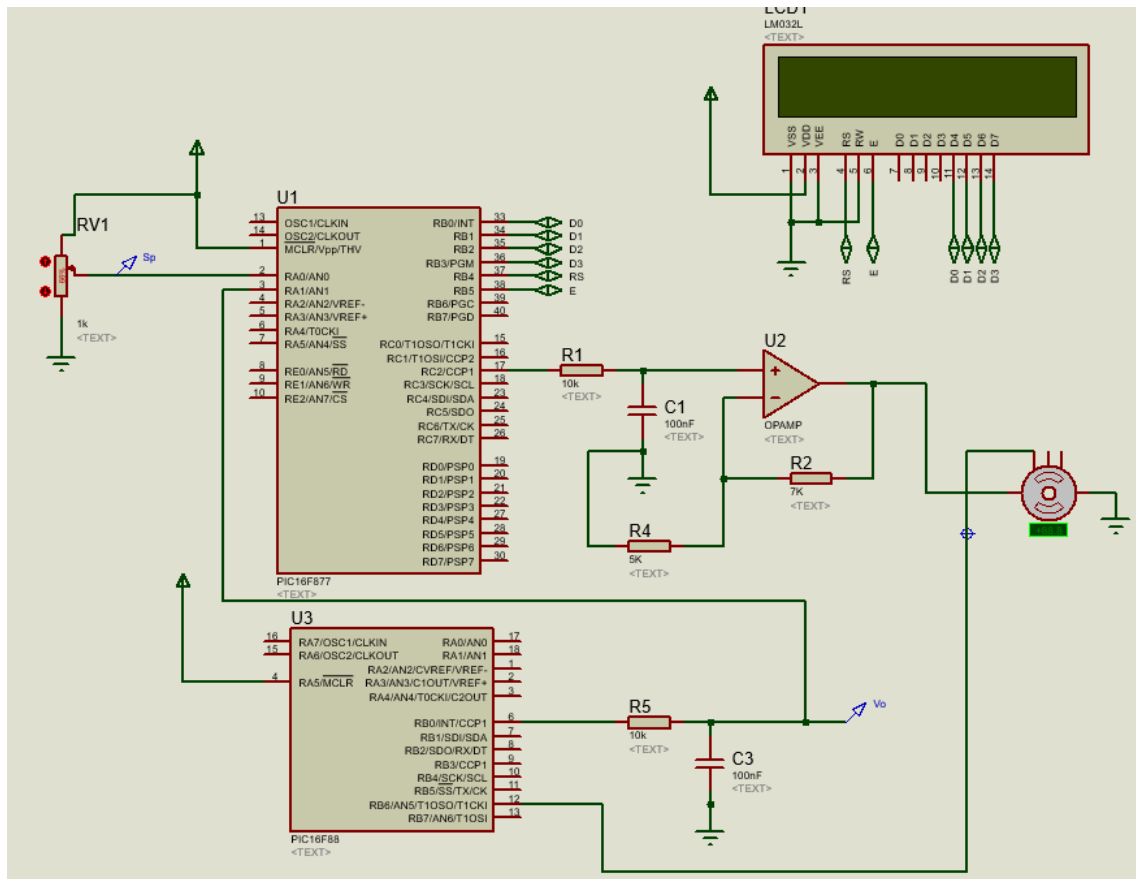 LCD1
LM032L
<TEXT>
VSS
VDD
VEE
RS
RW
E
D0
D1
D2
D3
D4
D5
D6
D7
1
2
3
4
5
6
7
8
9
10
11
12
13
14
RS
E
D0
D1
D2
D3
RV1
1k
<TEXT>
Sp
U1
13 OSC1/CLKIN
14 OSC2/CLKOUT
1 MCLR/Vpp/THV
2 RA0/AN0
3 RA1/AN1
4 RA2/AN2/VREF-
5 RA3/AN3/VREF+
6 RA4/T0CKI
7 RA5/AN4/SS
8 RE0/AN5/RD
9 RE1/AN6/WR
10 RE2/AN7/CS
RB0/INT 33 D0
RB1 34 D1
RB2 35 D2
RB3/PGM 36 D3
RB4 37 RS
RB5 38 E
RB6/PGC 39
RB7/PGD 40
RC0/T1OSO/T1CKI 15
RC1/T1OSI/CCP2 16
RC2/CCP1 17
RC3/SCK/SCL 18
RC4/SDI/SDA 23
RC5/SDO 24
RC6/TX/CK 25
RC7/RX/DT 26
RD0/PSP0 19
RD1/PSP1 20
RD2/PSP2 21
RD3/PSP3 22
RD4/PSP4 27
RD5/PSP5 28
RD6/PSP6 29
RD7/PSP7 30
PIC16F877
<TEXT>
R1
10k
<TEXT>
C1
100nF
<TEXT>
U2
OPAMP
<TEXT>
R2
7K
<TEXT>
R4
5K
<TEXT>
U3
16 RA7/OSC1/CLKIN
15 RA6/OSC2/CLKOUT
4 RA5/MCLR
RA0/AN0 17
RA1/AN1 18
RA2/AN2/CVREF/VREF- 1
RA3/AN3/C1OUT/VREF+ 2
RA4/AN4/T0CKI/C2OUT 3
RB0/INT/CCP1 6
RB1/SDI/SDA 7
RB2/SDO/RX/DT 8
RB3/CCP1 9
RB4/SCK/SCL 10
RB5/SS/TX/CK 11
RB6/AN5/T1OSO/T1CKI 12
RB7/AN6/T1OSI 13
PIC16F88
<TEXT>
R5
10k
<TEXT>
C3
100nF
<TEXT>
Vo